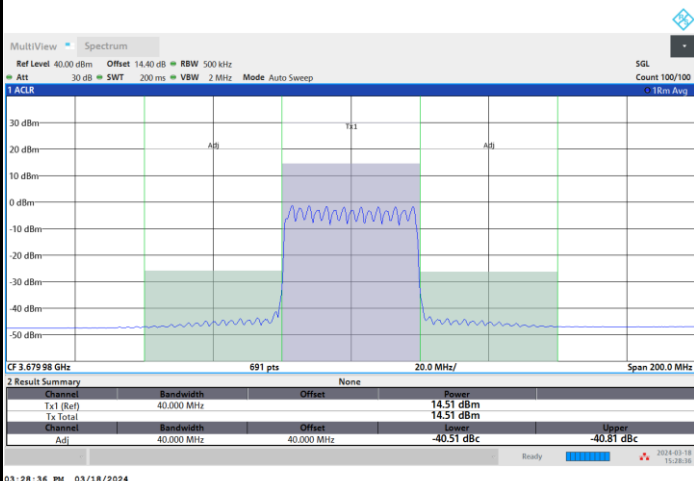 MultiView Spectrum
Ref Level 40.00 dBm Offset 14.40 dB RBW 500 kHz SGL
Att 30 dB SWT 200 ms VBW 2 MHz Mode Auto Sweep Count 100/100
1 ACLR 1Rm Avg
30 dBm
Tx1
20 dBm
Adj Adj
10 dBm
0 dBm
-10 dBm
-20 dBm
-30 dBm
-40 dBm
-50 dBm
CF 3.679 98 GHz 691 pts 20.0 MHz/ Span 200.0 MHz
2 Result Summary None
Channel Bandwidth Offset Power
Tx1 (Ref) 40.000 MHz 14.51 dBm
Tx Total 14.51 dBm
Channel Bandwidth Offset Lower Upper
Adj 40.000 MHz 40.000 MHz -40.51 dBc -40.81 dBc
Ready 2024-03-18
15:28:36
03:28:36 PM 03/18/2024